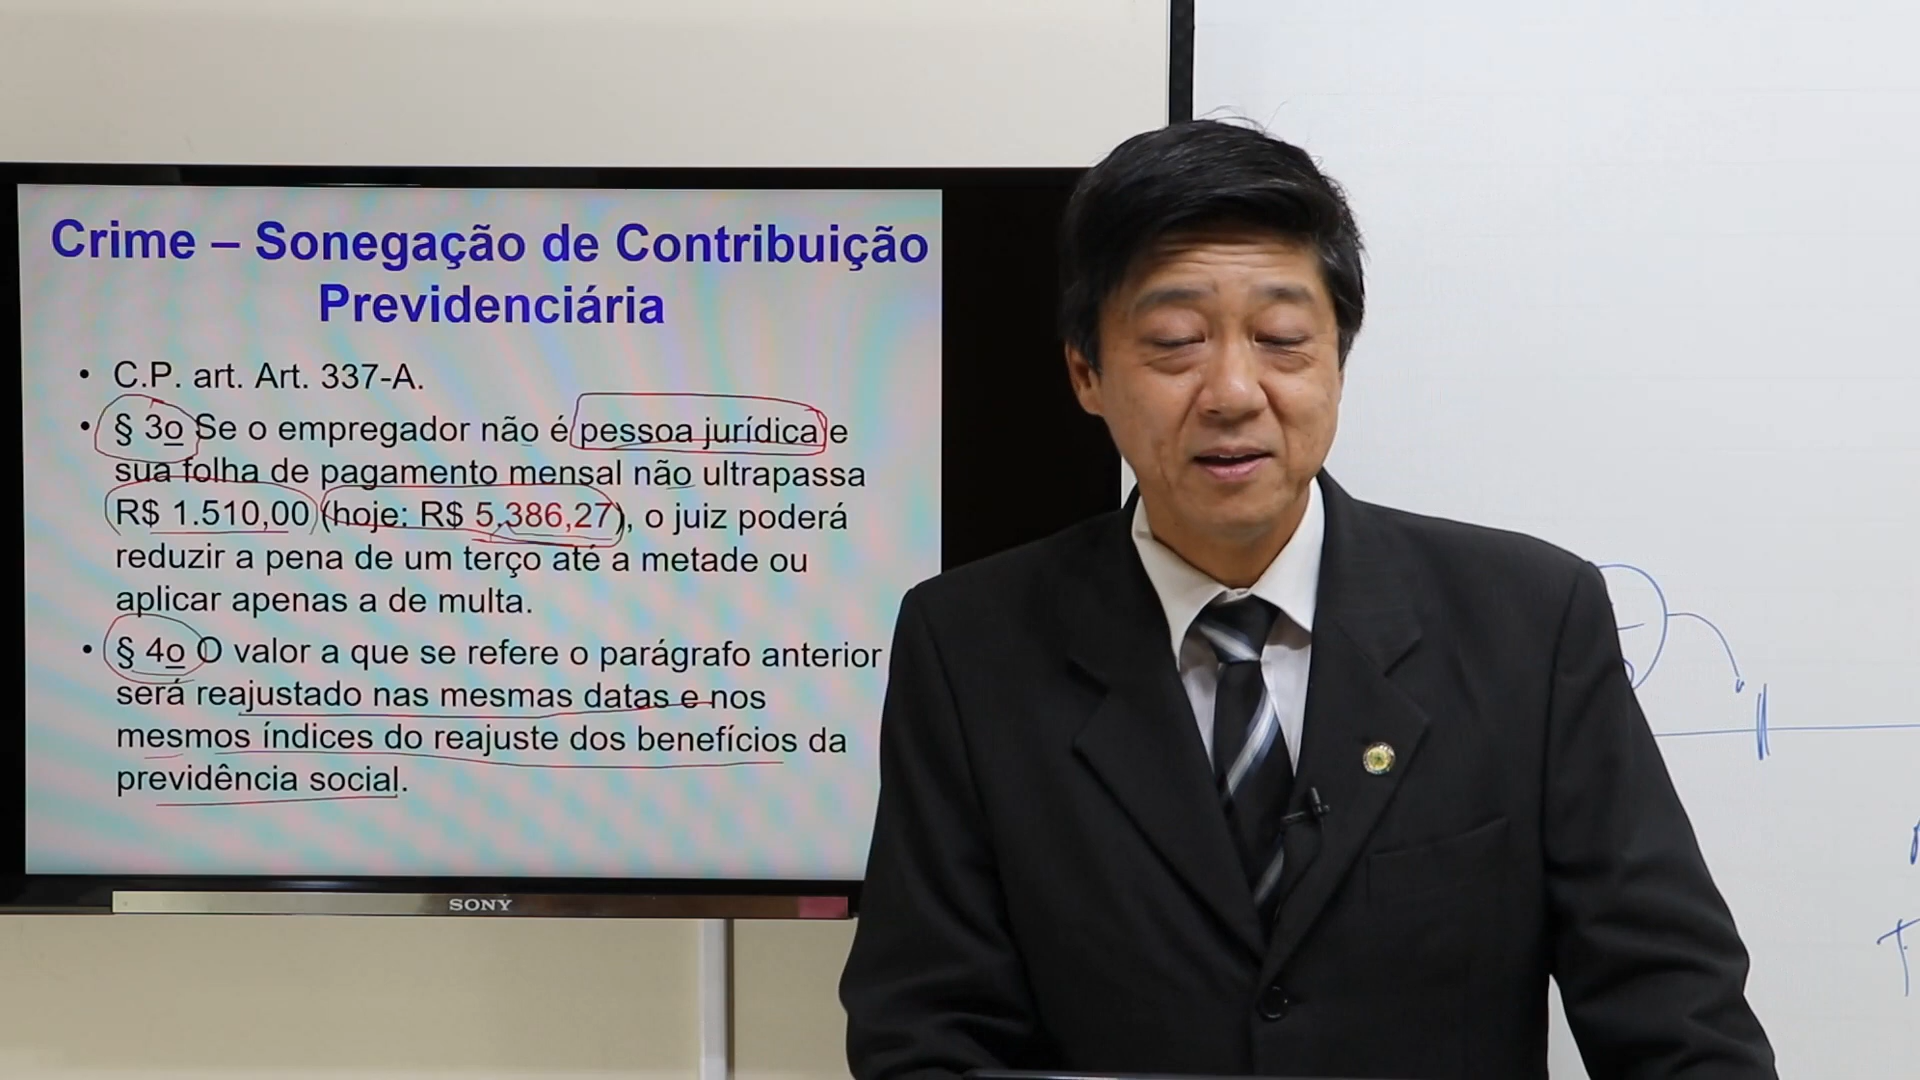 Crime – Sonegação de Contribuição
Previdenciária
• C.P. art. Art. 337-A.
• § 3o Se o empregador não é pessoa jurídica e
sua folha de pagamento mensal não ultrapassa
R$ 1.510,00 (hoje: R$ 5.386,27), o juiz poderá
reduzir a pena de um terço até a metade ou
aplicar apenas a de multa.
• § 4o O valor a que se refere o parágrafo anterior
será reajustado nas mesmas datas e nos
mesmos índices do reajuste dos benefícios da
previdência social.
SONY